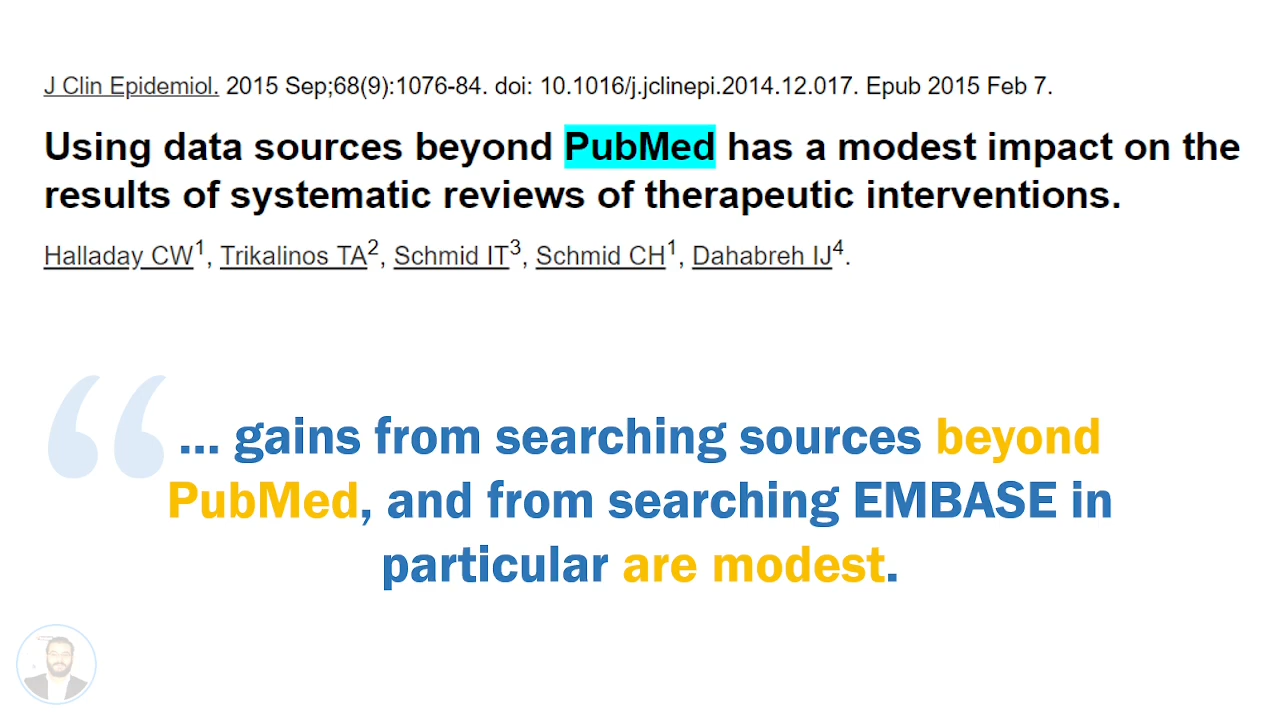 J Clin Epidemiol. 2015 Sep;68(9):1076-84. doi: 10.1016/j.jclinepi.2014.12.017. Epub 2015 Feb 7.
Using data sources beyond PubMed has a modest impact on the
results of systematic reviews of therapeutic interventions.
Halladay CW1, Trikalinos TA2, Schmid IT3, Schmid CH1, Dahabreh IJ4.
“ ... gains from searching sources beyond
PubMed, and from searching EMBASE in
particular are modest.